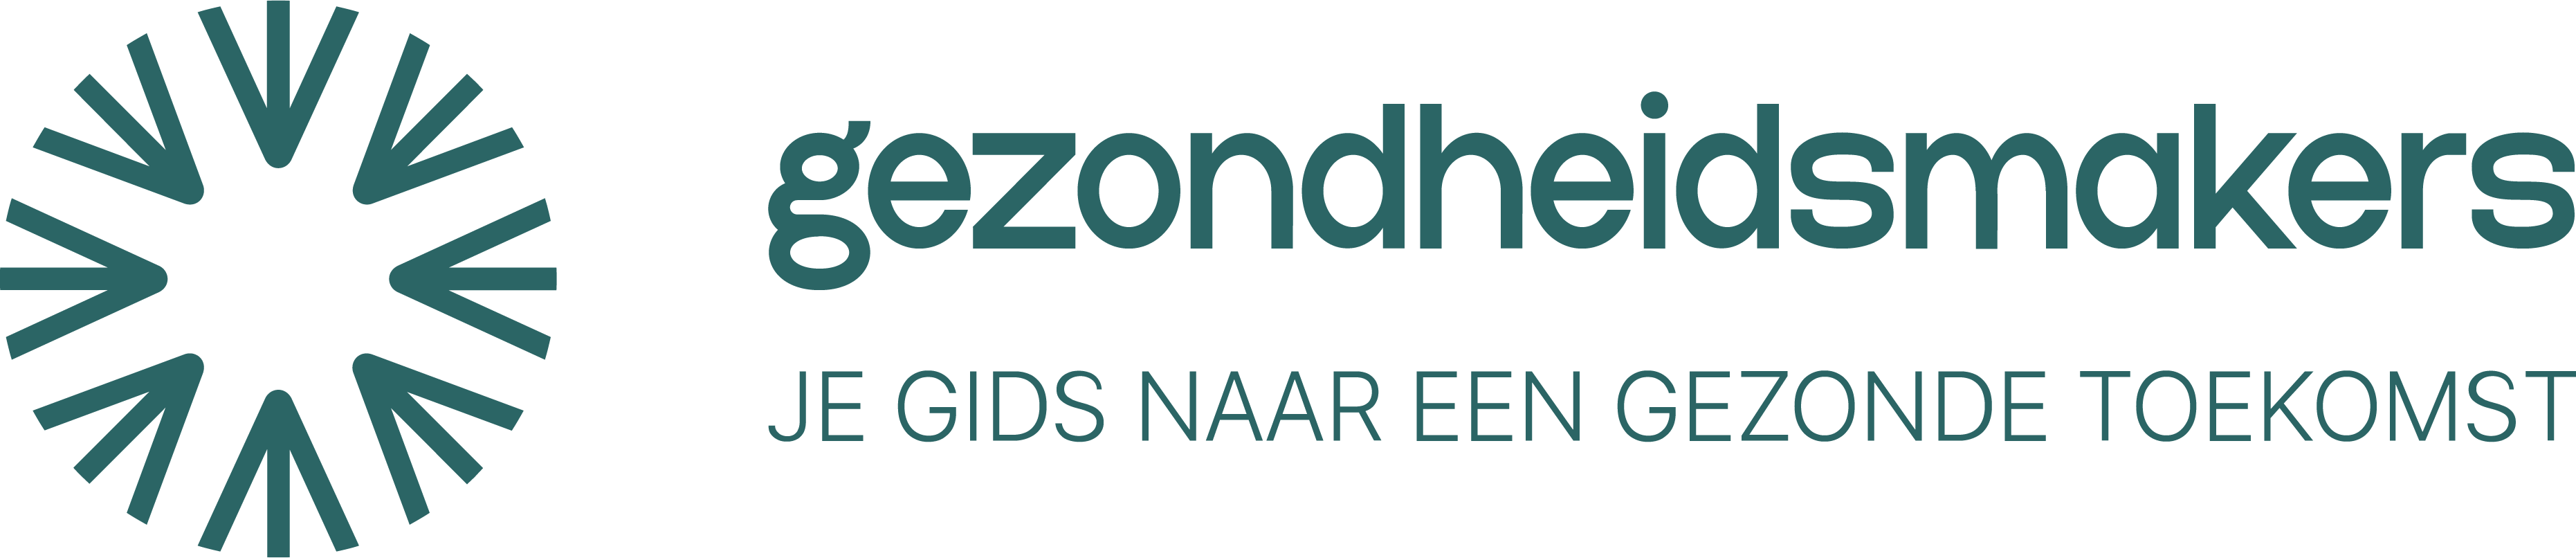 gezondheidsmakers
JE GIDS NAAR EEN GEZONDE TOEKOMST